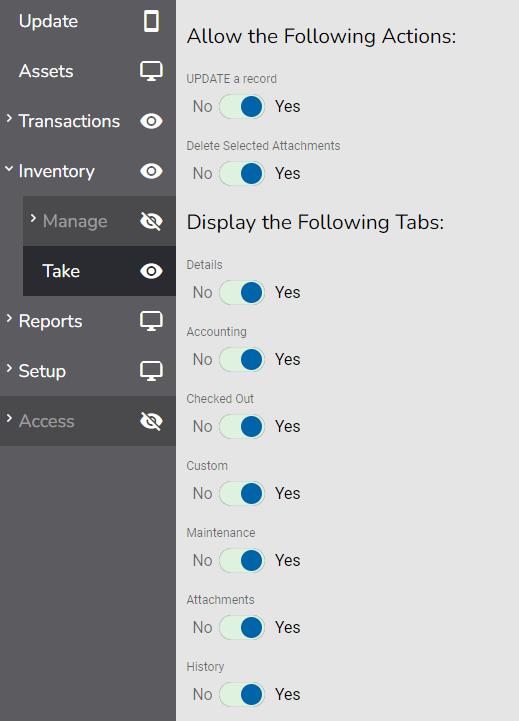 Update
Assets
Transactions
Inventory
Manage
Take
Reports
Setup
Access
Allow the Following Actions:
UPDATE a record
No Yes
Delete Selected Attachments
No Yes
Display the Following Tabs:
Details
No Yes
Accounting
No Yes
Checked Out
No Yes
Custom
No Yes
Maintenance
No Yes
Attachments
No Yes
History
No Yes